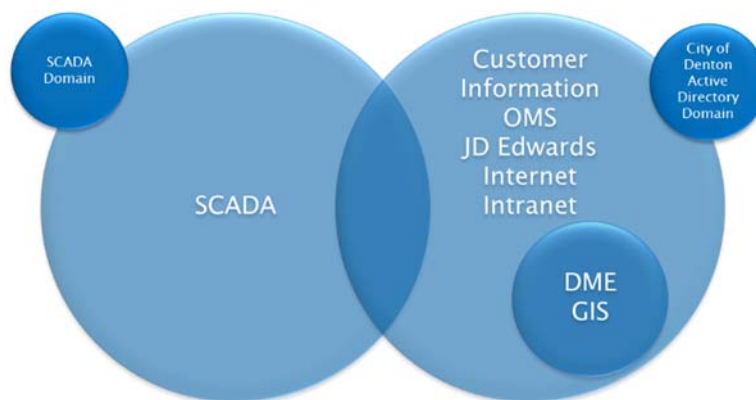 SCADA
Domain
SCADA
Customer
Information
OMS
JD Edwards
Internet
Intranet
City of
Denton
Active
Directory
Domain
DME
GIS